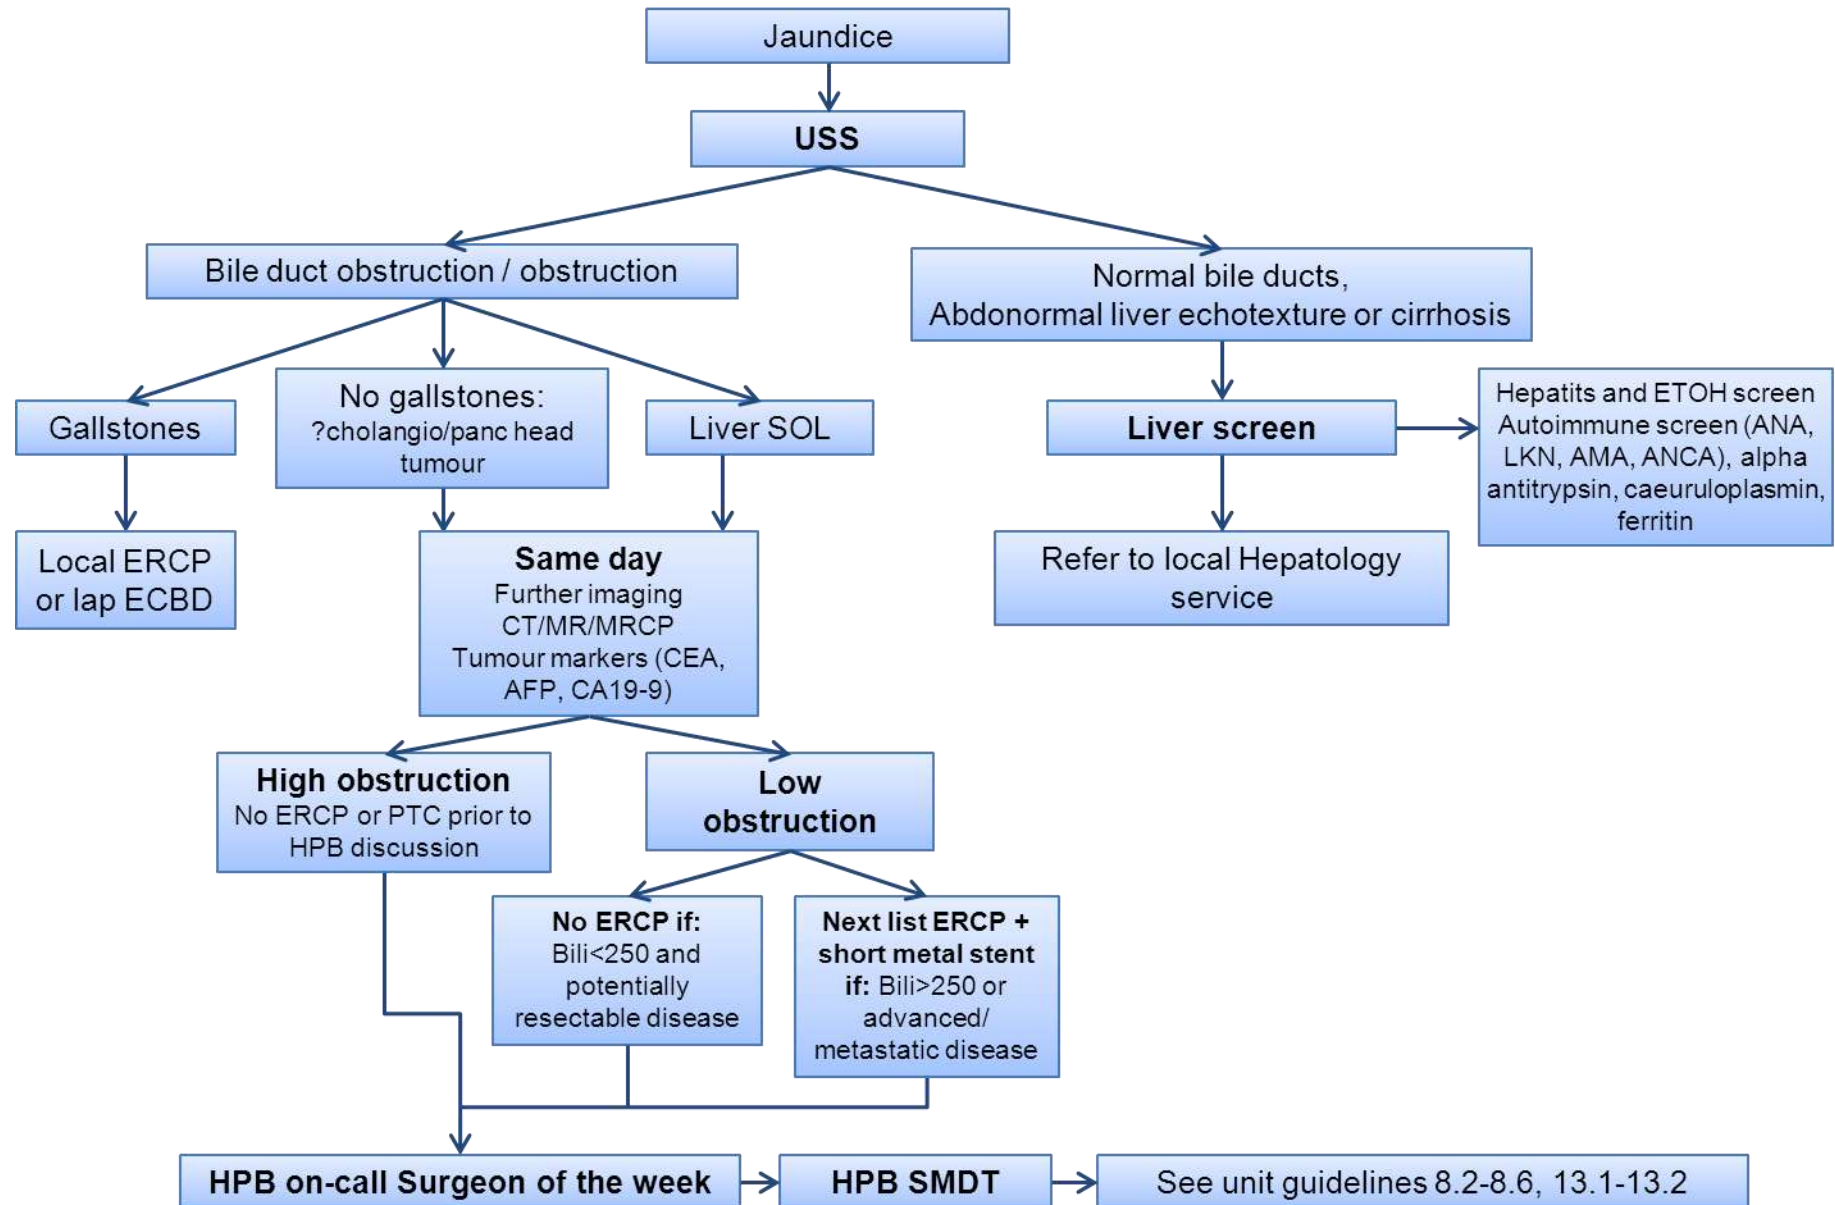 Jaundice
USS
Bile duct obstruction / obstruction
Normal bile ducts,
Abdonormal liver echotexture or cirrhosis
Gallstones
No gallstones:
?cholangio/panc head
tumour
Liver SOL
Liver screen
Hepatits and ETOH screen
Autoimmune screen (ANA,
LKN, AMA, ANCA), alpha
antitrypsin, caeuruloplasmin,
ferritin
Local ERCP
or lap ECBD
Same day
Further imaging
CT/MR/MRCP
Tumour markers (CEA,
AFP, CA19-9)
Refer to local Hepatology
service
High obstruction
No ERCP or PTC prior to
HPB discussion
Low
obstruction
No ERCP if:
Bili<250 and
potentially
resectable disease
Next list ERCP +
short metal stent
if: Bili>250 or
advanced/
metastatic disease
HPB on-call Surgeon of the week
HPB SMDT
See unit guidelines 8.2-8.6, 13.1-13.2